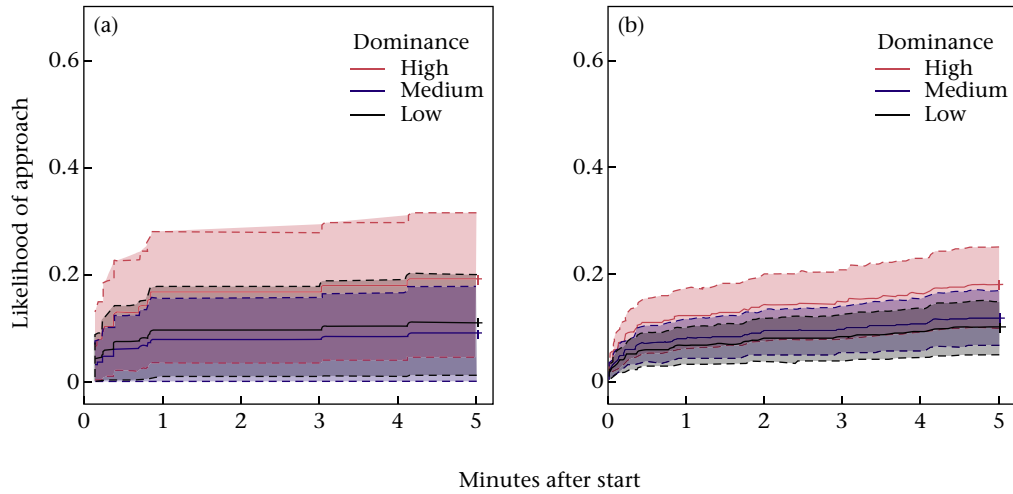 (a)
Dominance
High
Medium
Low
0.6
0.4
0.2
0
0 1 2 3 4 5
(b)
Dominance
High
Medium
Low
0.6
0.4
0.2
0
0 1 2 3 4 5
Likelihood of approach
Minutes after start